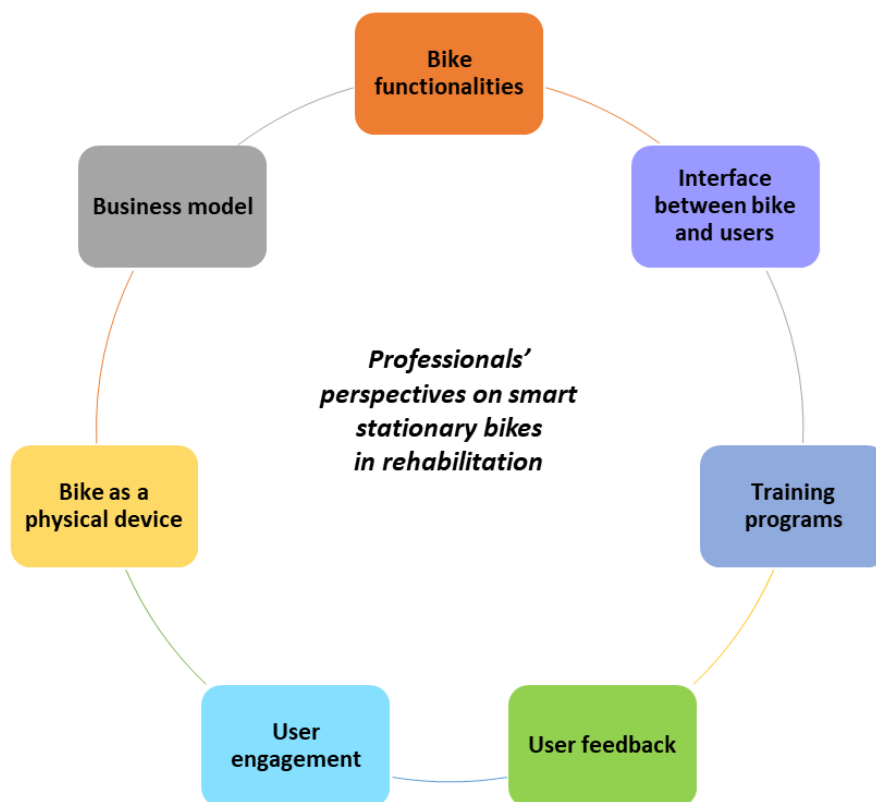 Bike
functionalities
Interface
between bike
and users
Training
programs
User feedback
User
engagement
Bike as a
physical device
Business model
Professionals’
perspectives on smart
stationary bikes
in rehabilitation